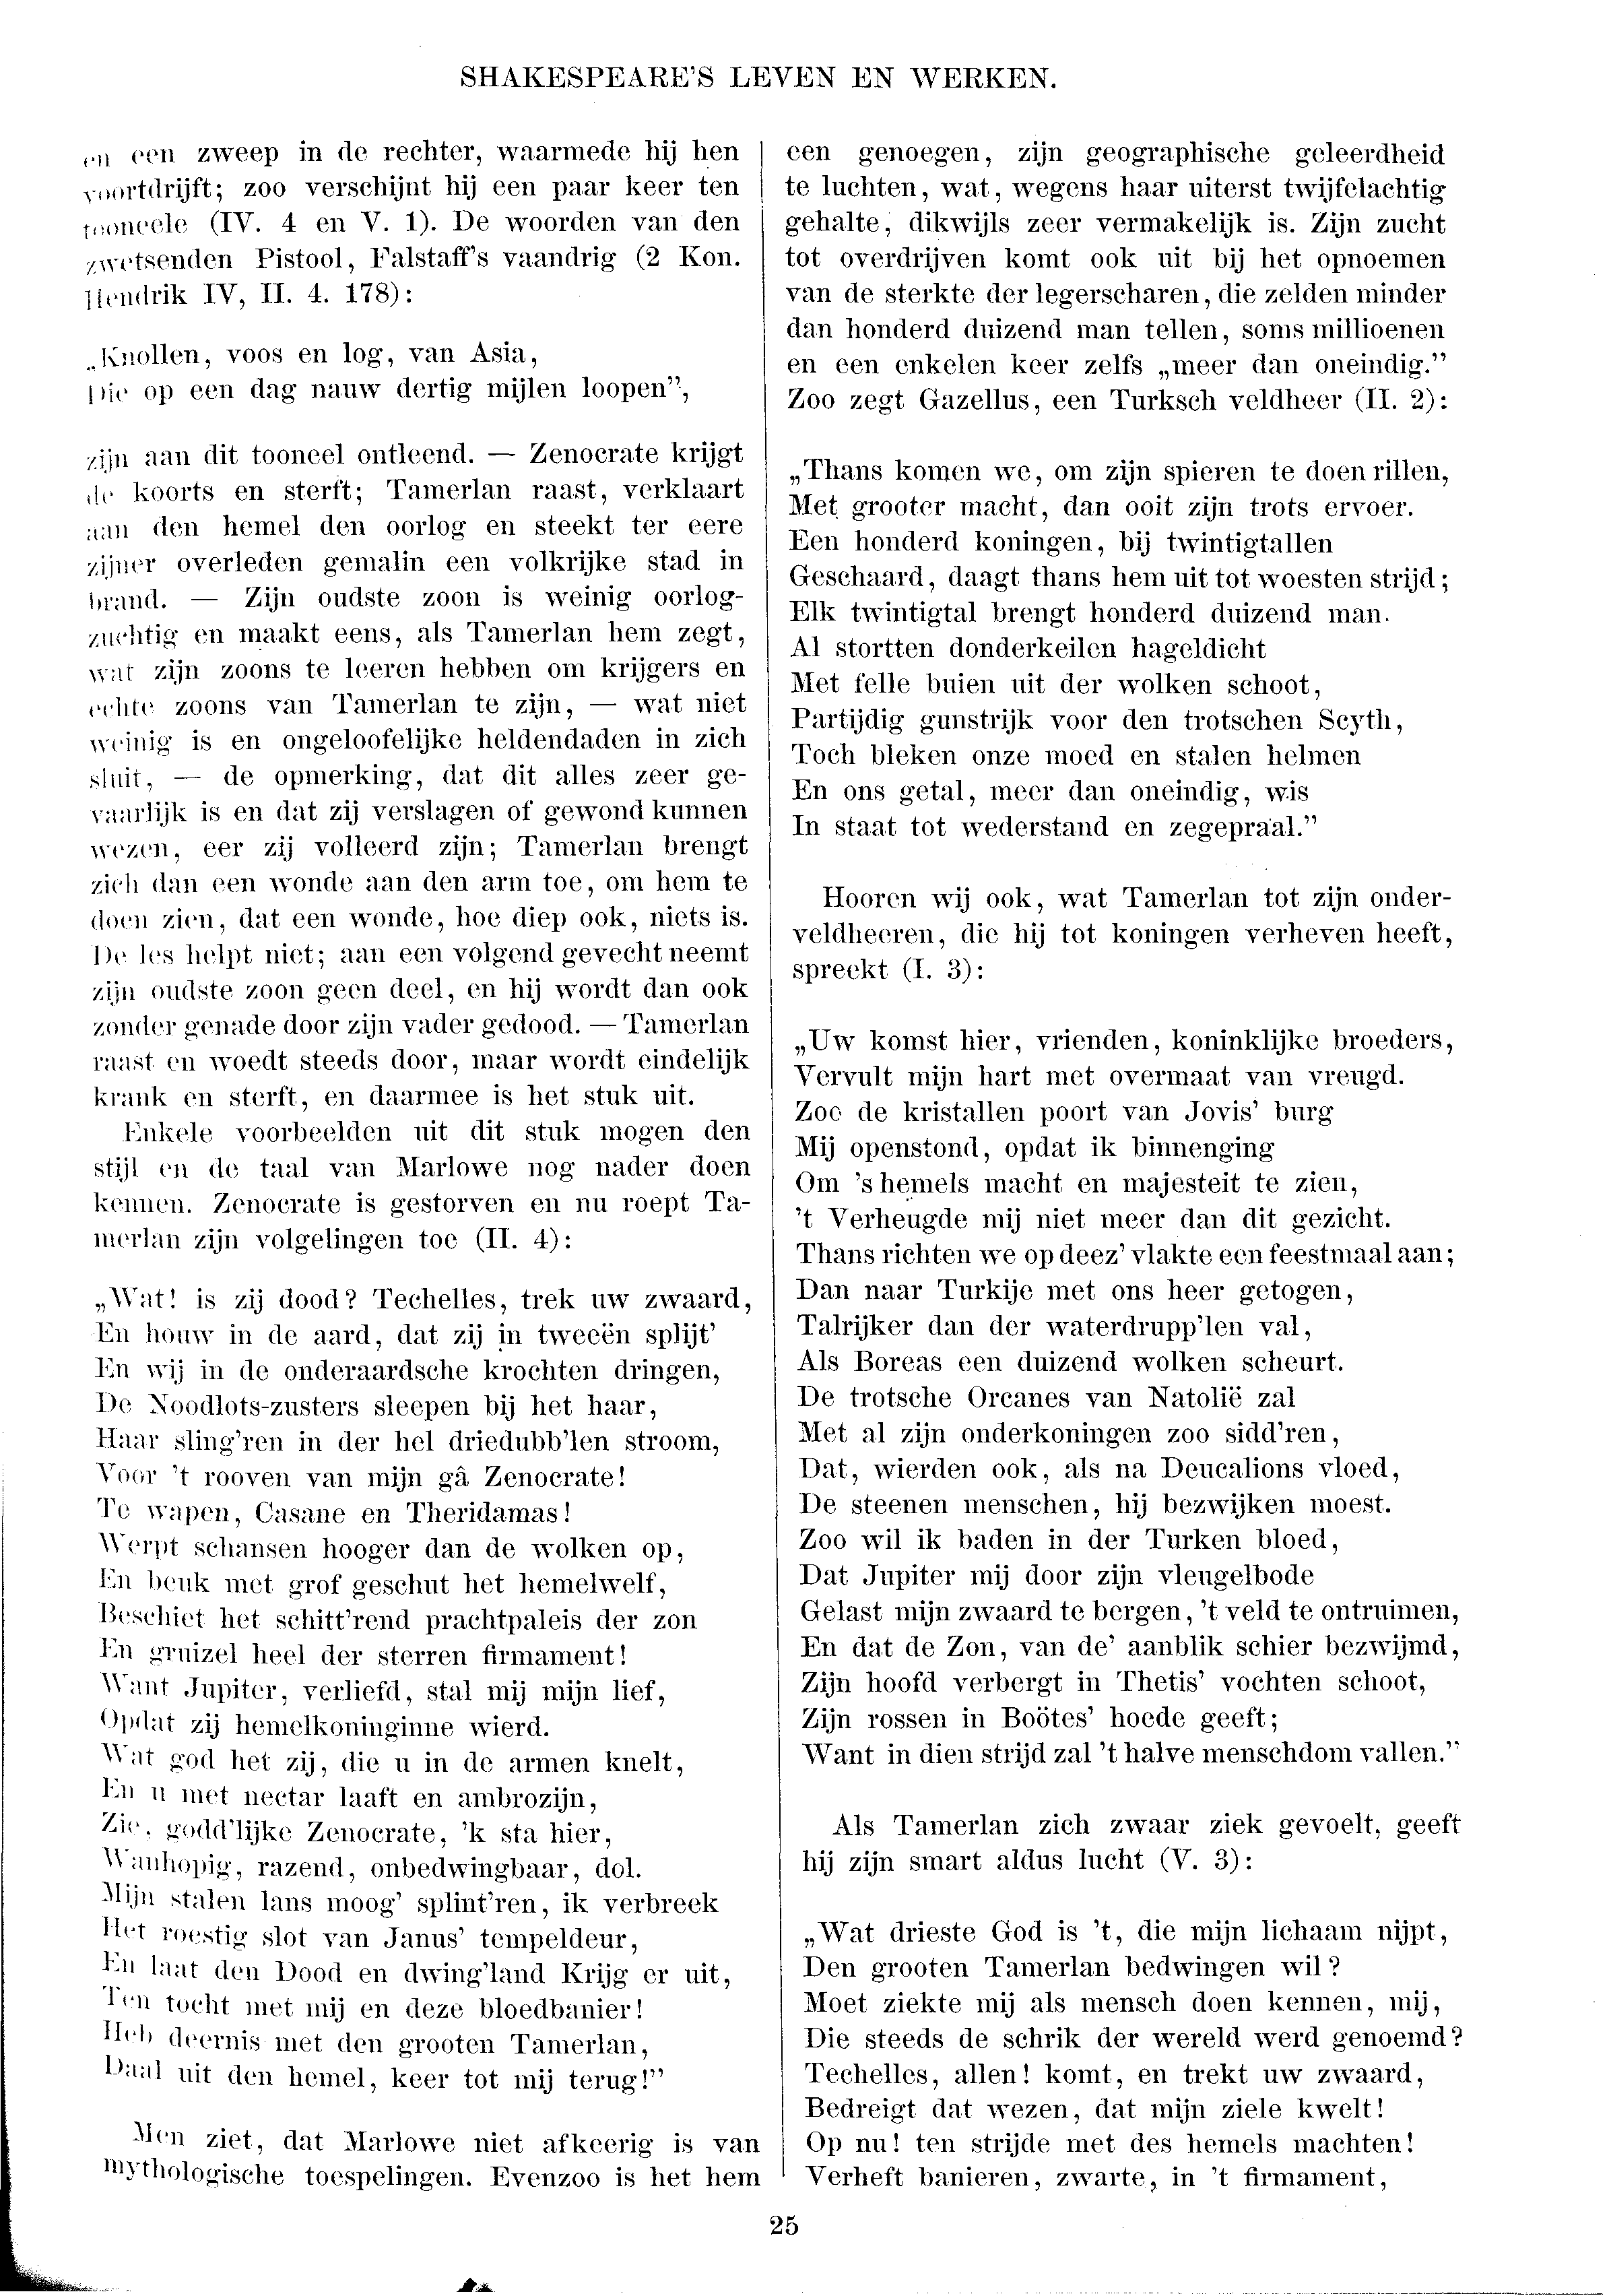 SHAKESPEARE'S LEVEN EN WERKEN.
en een zweep in de rechter, waarmede hij hen
voortdrijft; zoo verschijnt hij een paar keer ten
tooneele (IV. 4 en V. 1). De woorden van den
zwetsenden Pistool, Falstaff's vaandrig (2 Kon.
Hendrik IV, II. 4. 178):
„Knollen, voos en log, van Asia,
Die op een dag nauw dertig mijlen loopen”,
zijn aan dit tooneel ontleend. — Zenocrate krijgt
de koorts en sterft; Tamerlan raast, verklaart
aan den hemel den oorlog en steekt ter eere
zijner overleden gemalin een volkrijke stad in
brand. — Zijn oudste zoon is weinig oorlog-
zuchtig en maakt eens, als Tamerlan hem zegt,
wat zijn zoons te leeren hebben om krijgers en
echte zoons van Tamerlan te zijn, — wat niet
weinig is en ongeloofelijke heldendaden in zich
sluit, — de opmerking, dat dit alles zeer ge-
vaarlijk is en dat zij verslagen of gewond kunnen
wezen, eer zij volleerd zijn; Tamerlan brengt
zich dan een wonde aan den arm toe, om hem te
doen zien, dat een wonde, hoe diep ook, niets is.
De les helpt niet; aan een volgend gevecht neemt
zijn oudste zoon geen deel, en hij wordt dan ook
zonder genade door zijn vader gedood. — Tamerlan
raast en woedt steeds door, maar wordt eindelijk
krank en sterft, en daarmee is het stuk uit.
Enkele voorbeelden uit dit stuk mogen den
stijl en de taal van Marlowe nog nader doen
kennen. Zenocrate is gestorven en nu roept Ta-
merlan zijn volgelingen toe (II. 4):
„Wat! is zij dood? Techelles, trek uw zwaard,
En houw in de aard, dat zij in tweeën splijt'
En wij in de onderaardsche krochten dringen,
De Noodlots-zusters sleepen bij het haar,
Haar sling'ren in der hel driedubb'len stroom,
Voor 't rooven van mijn gâ Zenocrate!
Te wapen, Casane en Theridamas!
Werpt schansen hooger dan de wolken op,
En beuk met grof geschut het hemelwelf,
Beschiet het schitt'rend prachtpaleis der zon
En gruizel heel der sterren firmament!
Want Jupiter, verliefd, stal mij mijn lief,
Opdat zij hemelkoninginne wierd.
Wat god het zij, die u in de armen knelt,
En u met nectar laaft en ambrozijn,
Zie, godd'lijke Zenocrate, 'k sta hier,
Wanhopig, razend, onbedwingbaar, dol.
Mijn stalen lans moog' splint'ren, ik verbreek
Het roestig slot van Janus' tempeldeur,
En laat den Dood en dwing'land Krijg er uit,
Ten tocht met mij en deze bloedbanier!
Heb deernis met den grooten Tamerlan,
Daal uit den hemel, keer tot mij terug!”
Men ziet, dat Marlowe niet afkeerig is van
mythologische toespelingen. Evenzoo is het hem
een genoegen, zijn geographische geleerdheid
te luchten, wat, wegens haar uiterst twijfelachtig
gehalte, dikwijls zeer vermakelijk is. Zijn zucht
tot overdrijven komt ook uit bij het opnoemen
van de sterkte der legerscharen, die zelden minder
dan honderd duizend man tellen, soms millioenen
en een enkelen keer zelfs „meer dan oneindig.”
Zoo zegt Gazellus, een Turksch veldheer (II. 2):
„Thans komen we, om zijn spieren te doen rillen,
Met grooter macht, dan ooit zijn trots ervoer.
Een honderd koningen, bij twintigtallen
Geschaard, daagt thans hem uit tot woesten strijd;
Elk twintigtal brengt honderd duizend man.
Al stortten donderkeilen hageldicht
Met felle buien uit der wolken schoot,
Partijdig gunstrijk voor den trotschen Scyth,
Toch bleken onze moed en stalen helmen
En ons getal, meer dan oneindig, wis
In staat tot wederstand en zegepraal.”
Hooren wij ook, wat Tamerlan tot zijn onder-
veldheeren, die hij tot koningen verheven heeft,
spreekt (I. 3):
„Uw komst hier, vrienden, koninklijke broeders,
Vervult mijn hart met overmaat van vreugd.
Zoo de kristallen poort van Jovis' burg
Mij openstond, opdat ik binnenging
Om 's hemels macht en majesteit te zien,
't Verheugde mij niet meer dan dit gezicht.
Thans richten we op deez' vlakte een feestmaal aan;
Dan naar Turkije met ons heer getogen,
Talrijker dan der waterdrupp'len val,
Als Boreas een duizend wolken scheurt.
De trotsche Orcanes van Natolië zal
Met al zijn onderkoningen zoo sidd'ren,
Dat, wierden ook, als na Deucalions vloed,
De steenen menschen, hij bezwijken moest.
Zoo wil ik baden in der Turken bloed,
Dat Jupiter mij door zijn vleugelbode
Gelast mijn zwaard te bergen, 't veld te ontruimen,
En dat de Zon, van de' aanblik schier bezwijmd,
Zijn hoofd verbergt in Thetis' vochten schoot,
Zijn rossen in Boötes' hoede geeft;
Want in dien strijd zal 't halve menschdom vallen.”
Als Tamerlan zich zwaar ziek gevoelt, geeft
hij zijn smart aldus lucht (V. 3):
„Wat drieste God is 't, die mijn lichaam nijpt,
Den grooten Tamerlan bedwingen wil?
Moet ziekte mij als mensch doen kennen, mij,
Die steeds de schrik der wereld werd genoemd?
Techelles, allen! komt, en trekt uw zwaard,
Bedreigt dat wezen, dat mijn ziele kwelt!
Op nu! ten strijde met des hemels machten!
Verheft banieren, zwarte, in 't firmament,
25